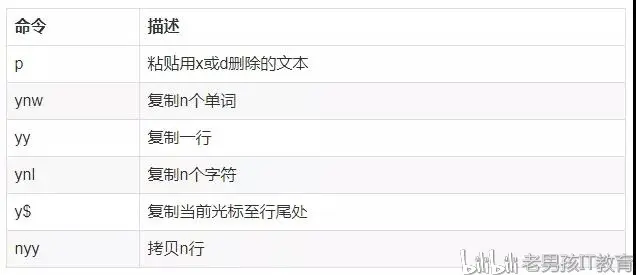 命令 描述
p 粘贴用x或d删除的文本
ynw 复制n个单词
yy 复制一行
ynl 复制n个字符
y$ 复制当前光标至行尾处
nyy 拷贝n行
bilibili 老男孩IT教育